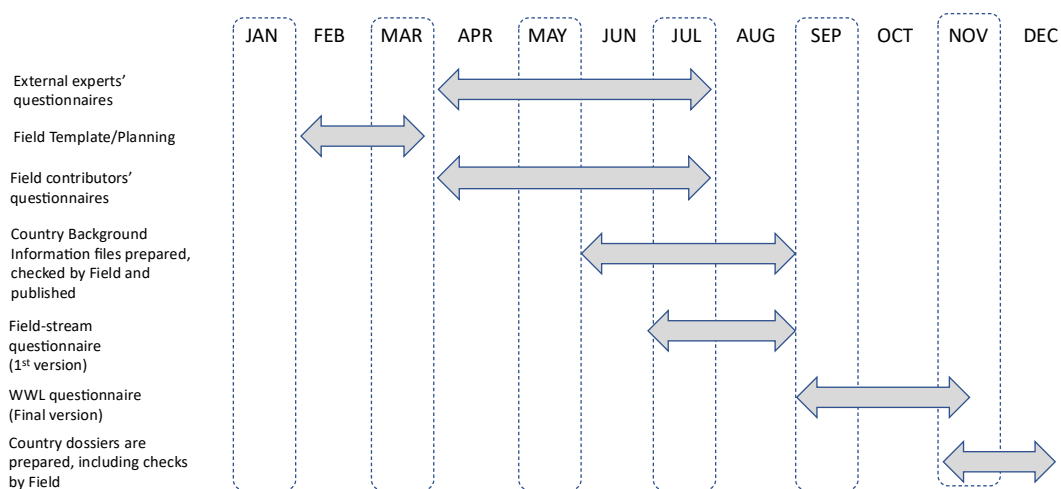 JAN FEB MAR APR MAY JUN JUL AUG SEP OCT NOV DEC
External experts’
questionnaires
Field Template/Planning
Field contributors’
questionnaires
Country Background
Information files prepared,
checked by Field and
published
Field-stream
questionnaire
(1st version)
WWL questionnaire
(Final version)
Country dossiers are
prepared, including checks
by Field